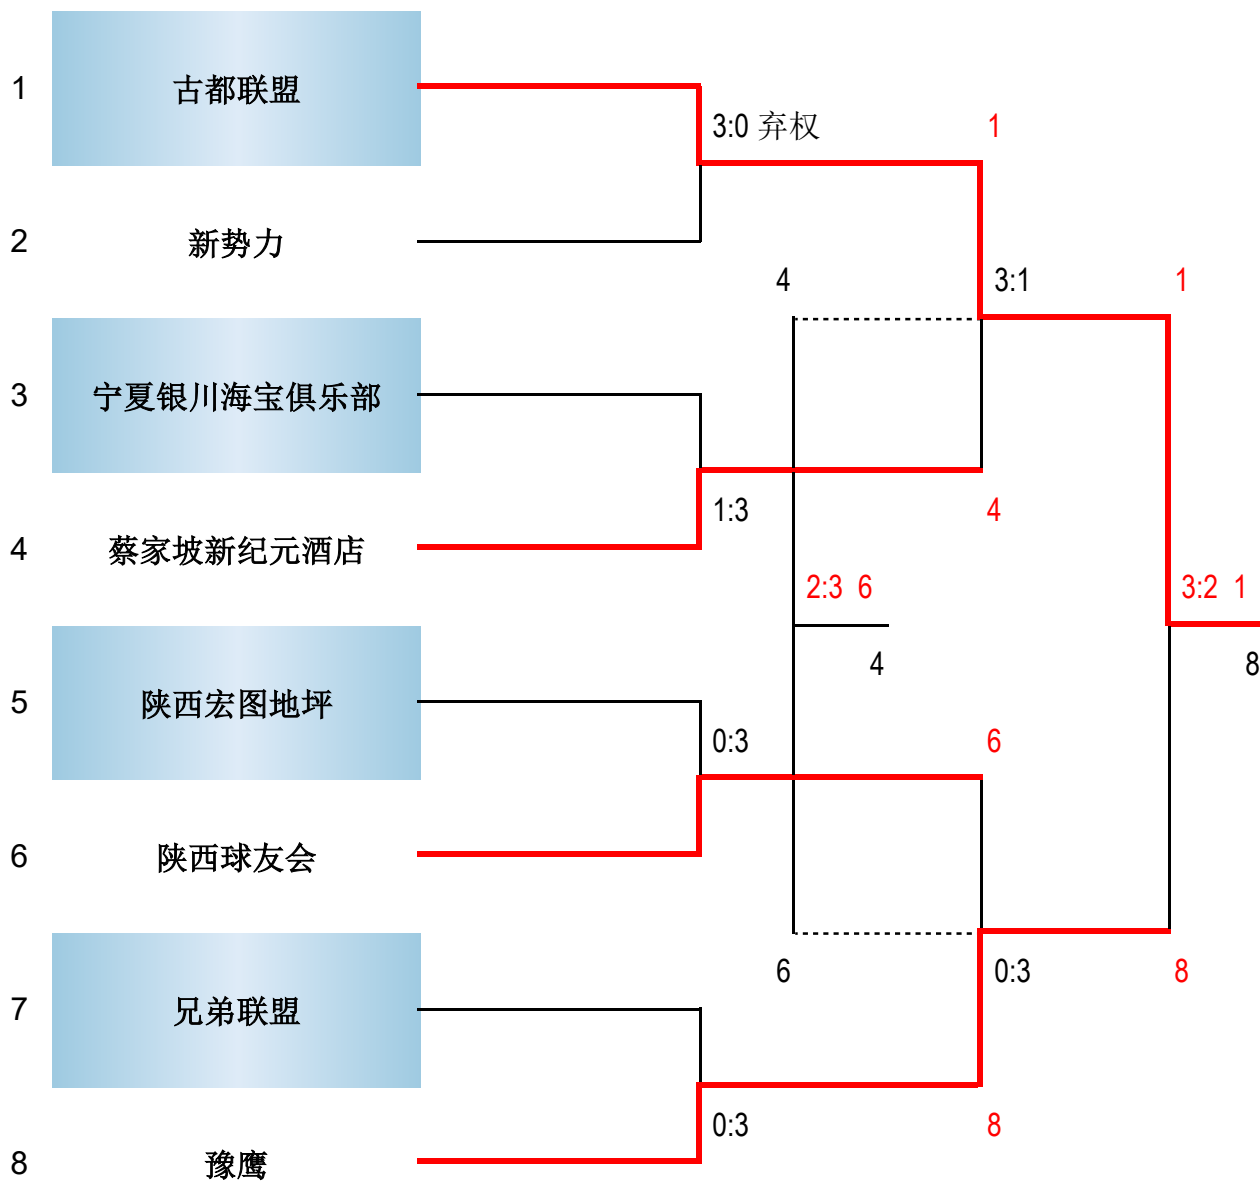 1 古都联盟
3:0 弃权 1
2 新势力
4 3:1 1
3 宁夏银川海宝俱乐部
1:3 4
4 蔡家坡新纪元酒店
2:3 6 3:2 1
4 8
5 陕西宏图地坪
0:3 6
6 陕西球友会
6 0:3 8
7 兄弟联盟
0:3 8
8 豫鹰